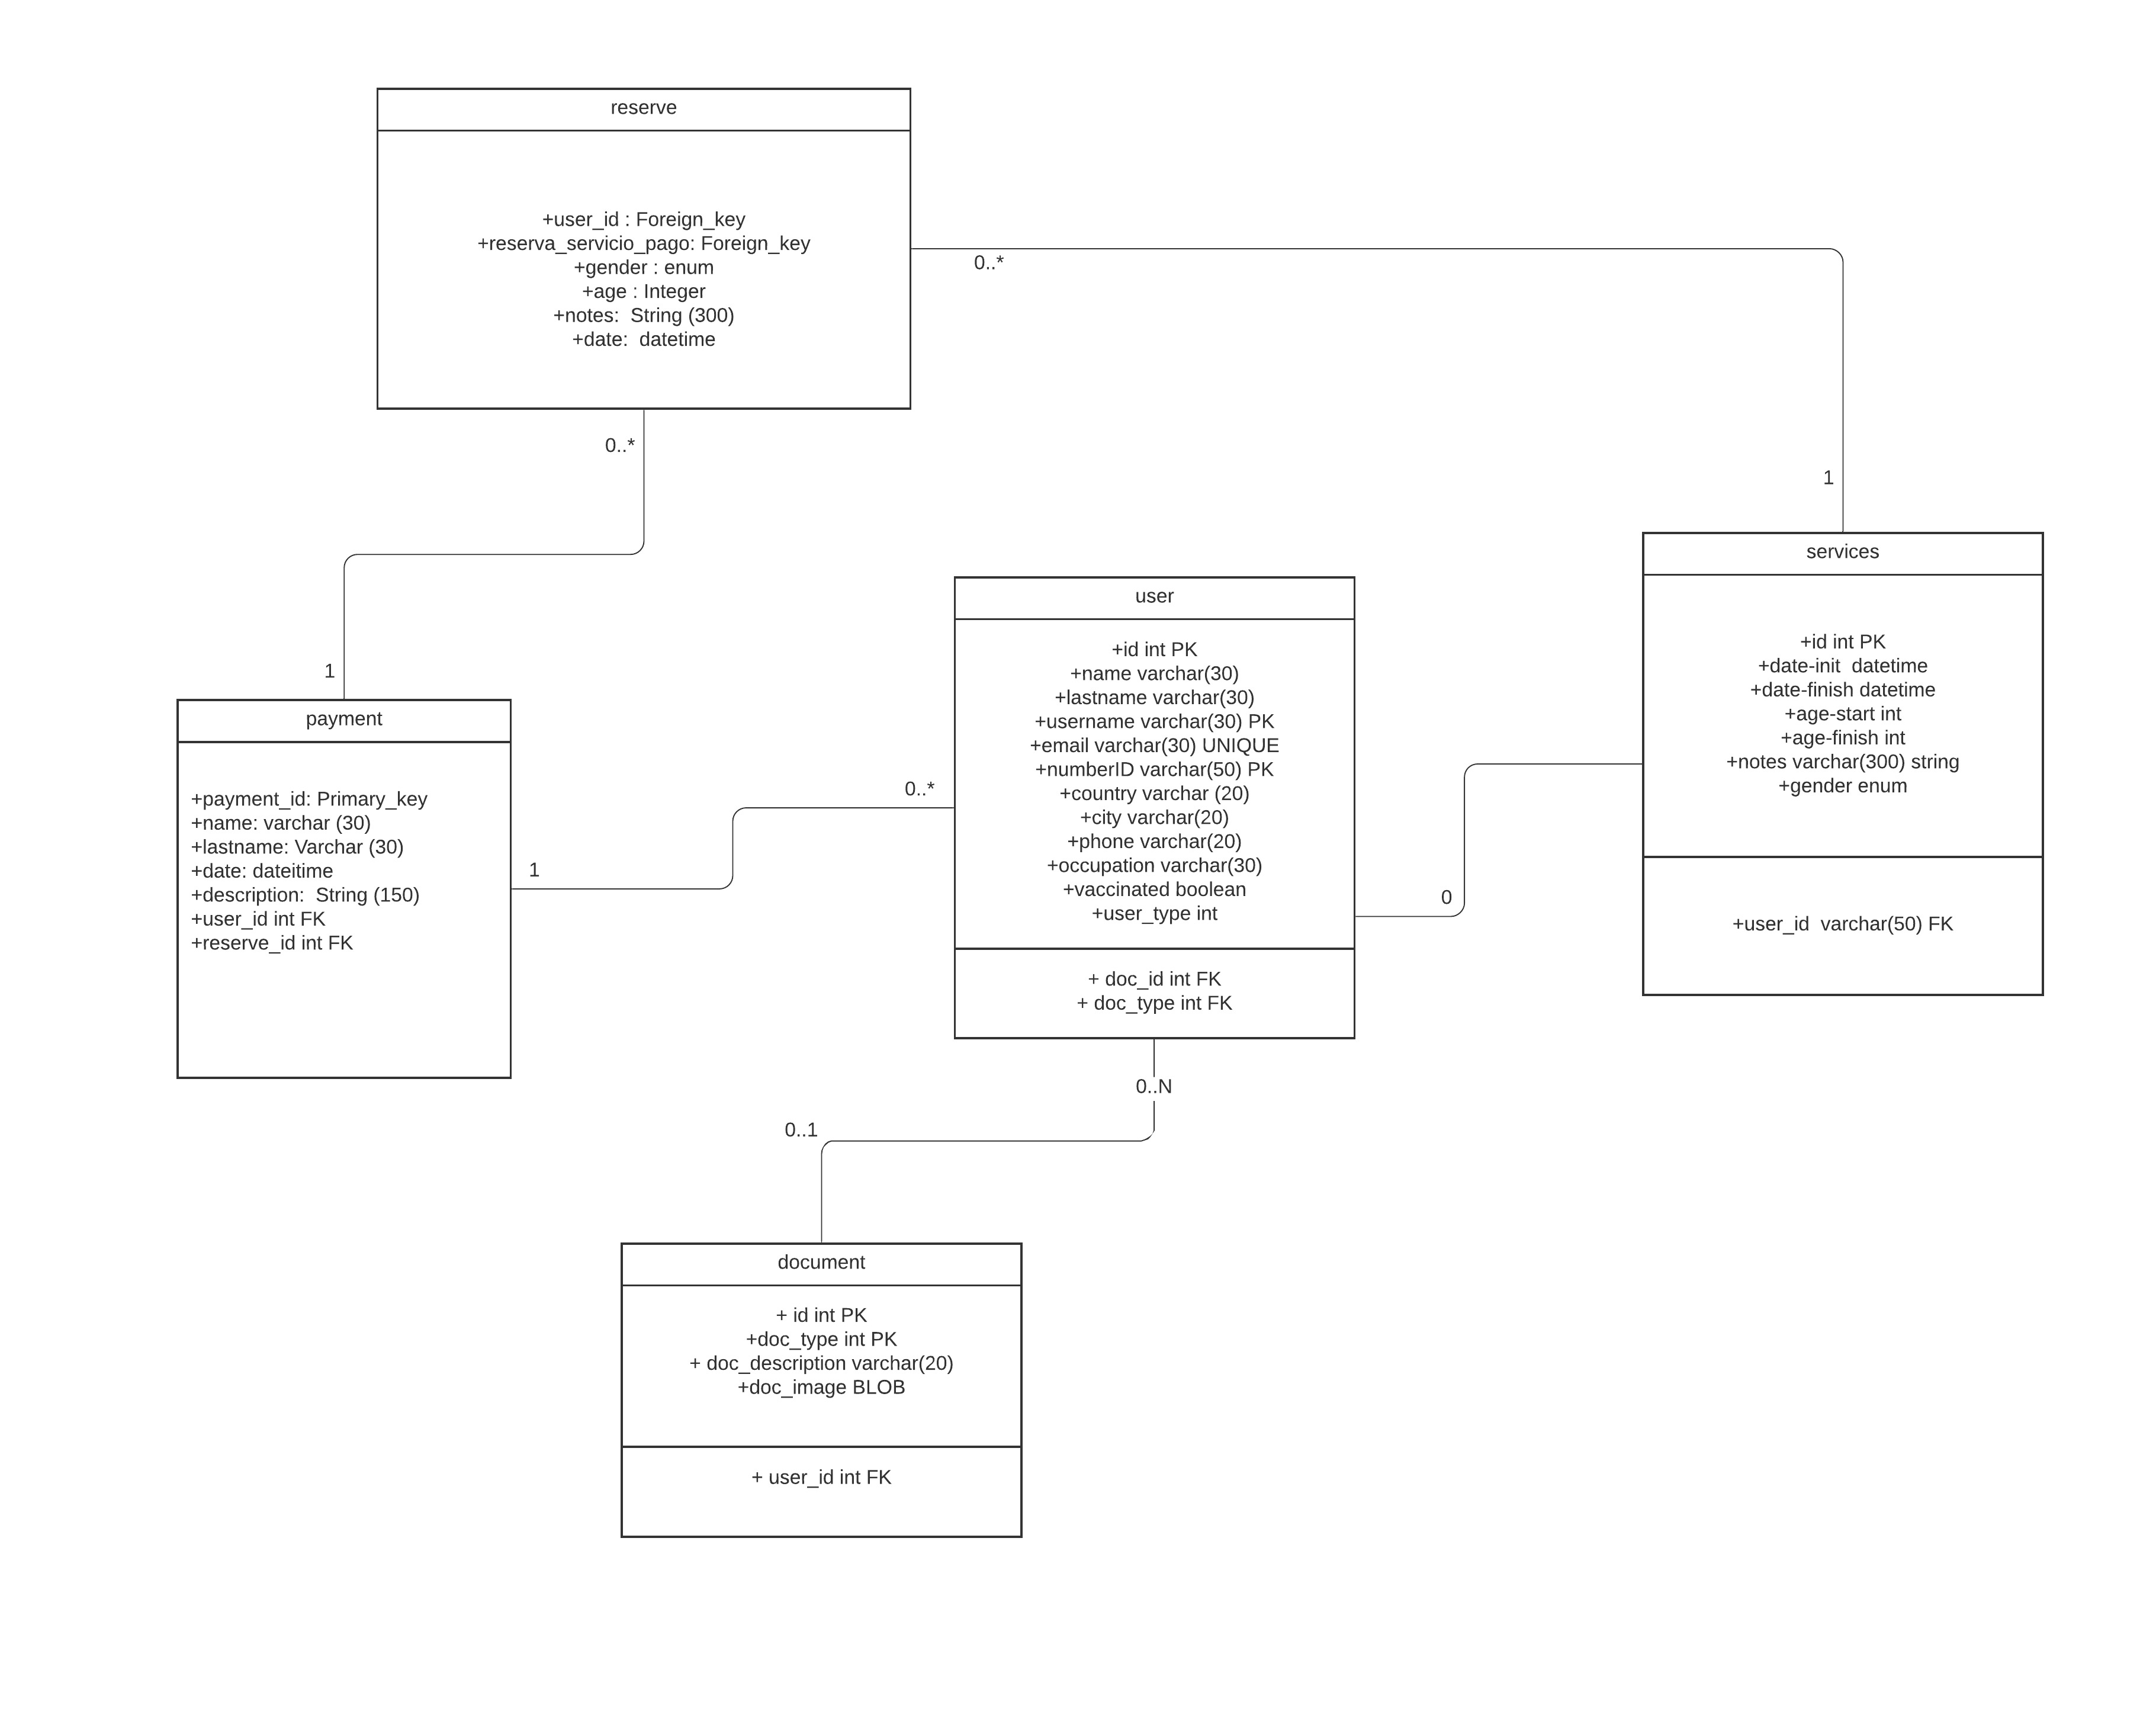 reserve
+user_id : Foreign_key
+reserva_servicio_pago: Foreign_key
+gender : enum
+age : Integer
+notes:  String (300)
+date:  datetime
0..*
0..*
1
1
services
+id int PK
+date-init  datetime
+date-finish datetime
+age-start int
+age-finish int
+notes varchar(300) string
+gender enum
+user_id  varchar(50) FK
user
+id int PK
+name varchar(30)
+lastname varchar(30)
+username varchar(30) PK
+email varchar(30) UNIQUE
+numberID varchar(50) PK
+country varchar (20)
+city varchar(20)
+phone varchar(20)
+occupation varchar(30)
+vaccinated boolean
+user_type int
+ doc_id int FK
+ doc_type int FK
payment
+payment_id: Primary_key
+name: varchar (30)
+lastname: Varchar (30)
+date: dateitime
+description:  String (150)
+user_id int FK
+reserve_id int FK
0..*
1
0
0..N
0..1
document
+ id int PK
+doc_type int PK
+ doc_description varchar(20)
+doc_image BLOB
+ user_id int FK